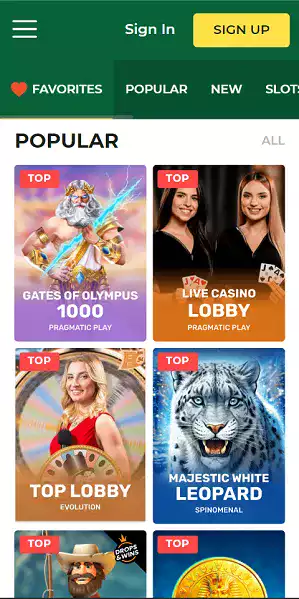 Sign In
SIGN UP
FAVORITES
POPULAR
NEW
SLOTS
POPULAR
ALL
TOP
TOP
GATES OF OLYMPUS
1000
PRAGMATIC PLAY
LIVE CASINO
LOBBY
PRAGMATIC PLAY
TOP
TOP
TOP LOBBY
EVOLUTION
MAJESTIC WHITE
LEOPARD
SPINOMENAL
TOP
DROPS
&WINS
TOP